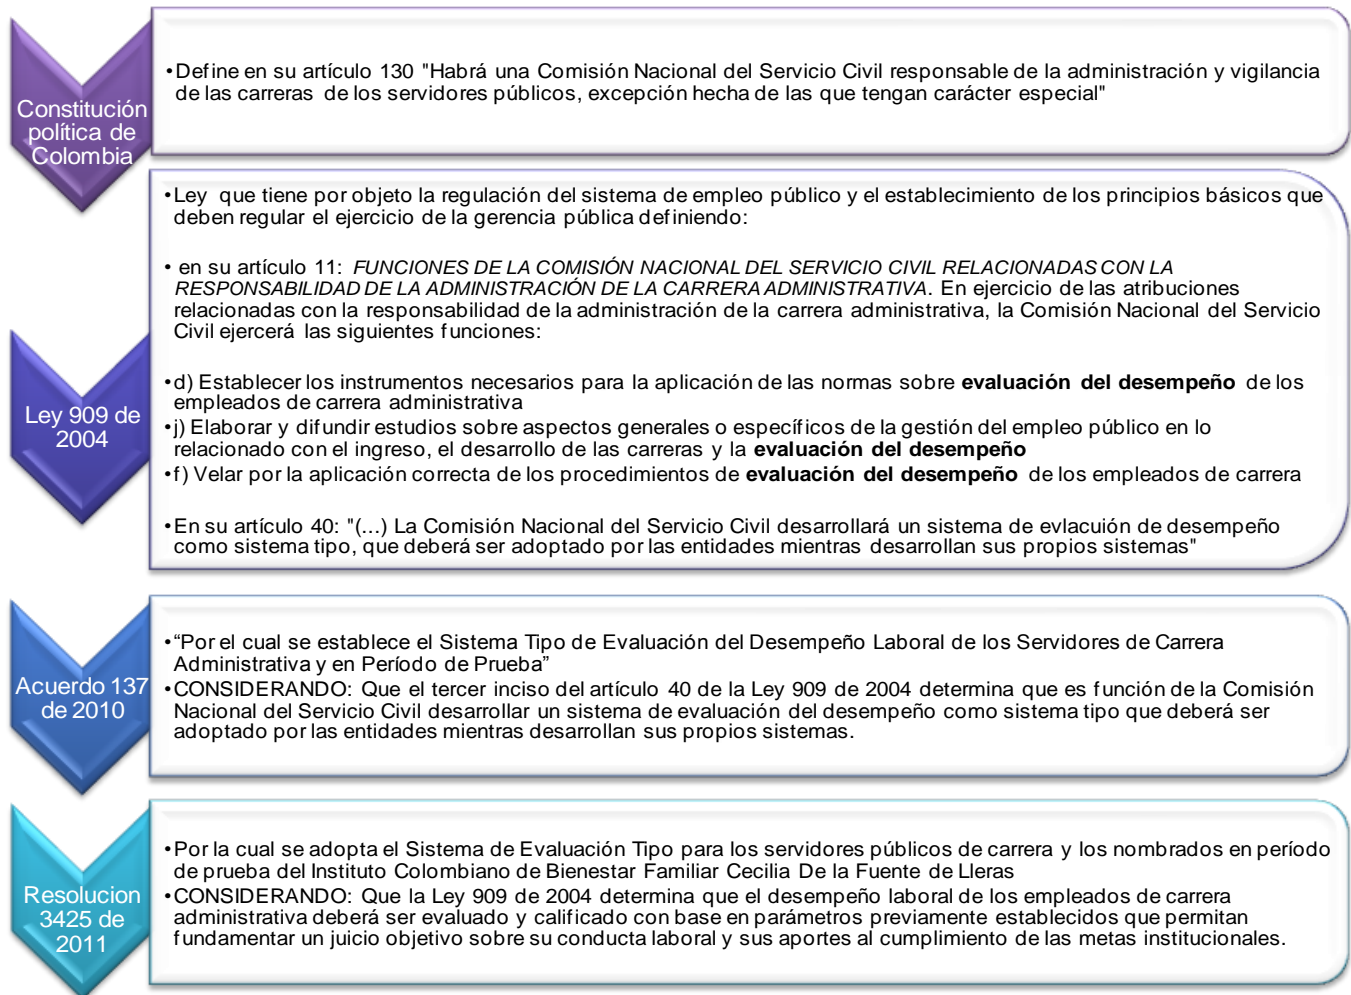 Constitución
política de
Colombia
•Define en su artículo 130 "Habrá una Comisión Nacional del Servicio Civil responsable de la administración y vigilancia
de las carreras de los servidores públicos, excepción hecha de las que tengan carácter especial"
Ley 909 de
2004
•Ley que tiene por objeto la regulación del sistema de empleo público y el establecimiento de los principios básicos que
deben regular el ejercicio de la gerencia pública definiendo:
• en su artículo 11: FUNCIONES DE LA COMISIÓN NACIONAL DEL SERVICIO CIVIL RELACIONADAS CON LA
RESPONSABILIDAD DE LA ADMINISTRACIÓN DE LA CARRERA ADMINISTRATIVA. En ejercicio de las atribuciones
relacionadas con la responsabilidad de la administración de la carrera administrativa, la Comisión Nacional del Servicio
Civil ejercerá las siguientes funciones:
•d) Establecer los instrumentos necesarios para la aplicación de las normas sobre evaluación del desempeño de los
empleados de carrera administrativa
•j) Elaborar y difundir estudios sobre aspectos generales o específicos de la gestión del empleo público en lo
relacionado con el ingreso, el desarrollo de las carreras y la evaluación del desempeño
•f) Velar por la aplicación correcta de los procedimientos de evaluación del desempeño de los empleados de carrera
•En su artículo 40: "(...) La Comisión Nacional del Servicio Civil desarrollará un sistema de evlacuión de desempeño
como sistema tipo, que deberá ser adoptado por las entidades mientras desarrollan sus propios sistemas"
Acuerdo 137
de 2010
•“Por el cual se establece el Sistema Tipo de Evaluación del Desempeño Laboral de los Servidores de Carrera
Administrativa y en Período de Prueba”
•CONSIDERANDO: Que el tercer inciso del artículo 40 de la Ley 909 de 2004 determina que es función de la Comisión
Nacional del Servicio Civil desarrollar un sistema de evaluación del desempeño como sistema tipo que deberá ser
adoptado por las entidades mientras desarrollan sus propios sistemas.
Resolucion
3425 de
2011
•Por la cual se adopta el Sistema de Evaluación Tipo para los servidores públicos de carrera y los nombrados en período
de prueba del Instituto Colombiano de Bienestar Familiar Cecilia De la Fuente de Lleras
•CONSIDERANDO: Que la Ley 909 de 2004 determina que el desempeño laboral de los empleados de carrera
administrativa deberá ser evaluado y calificado con base en parámetros previamente establecidos que permitan
fundamentar un juicio objetivo sobre su conducta laboral y sus aportes al cumplimiento de las metas institucionales.